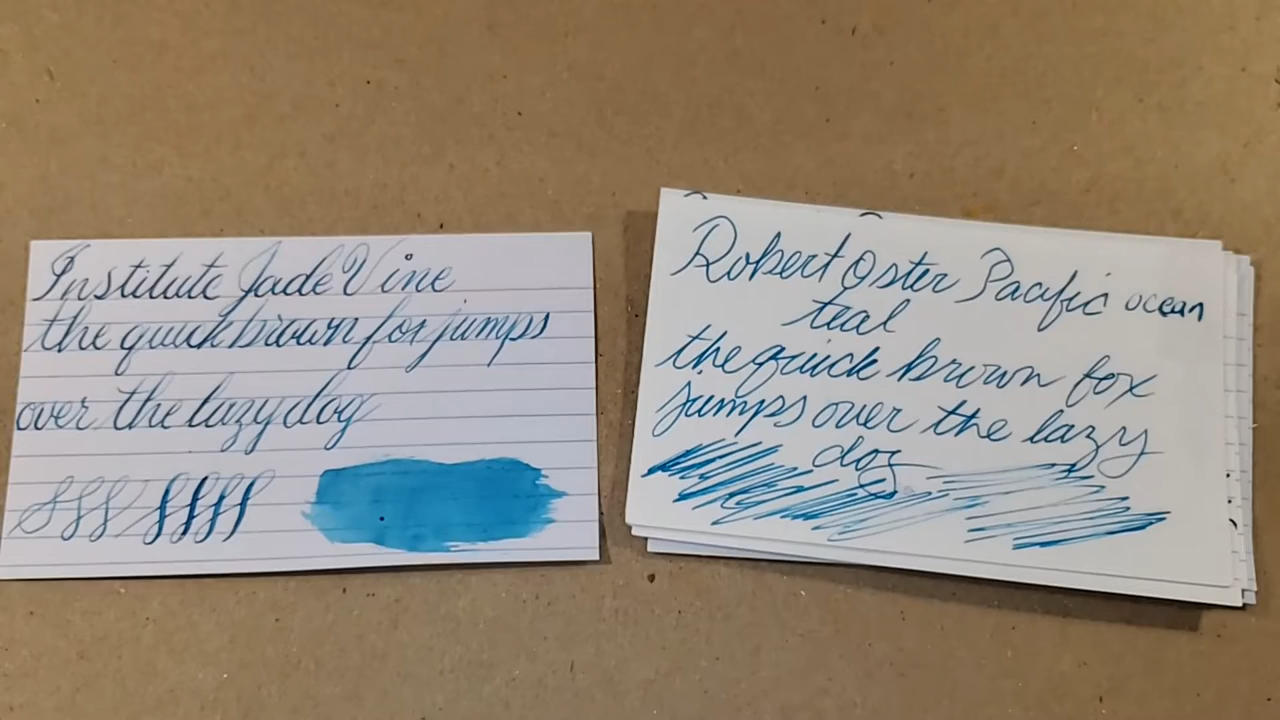 Institute Jade Vine
the quick brown fox jumps
over the lazy dog
Robert Oster Pacific ocean
teal
the quick brown fox
jumps over the lazy
dog